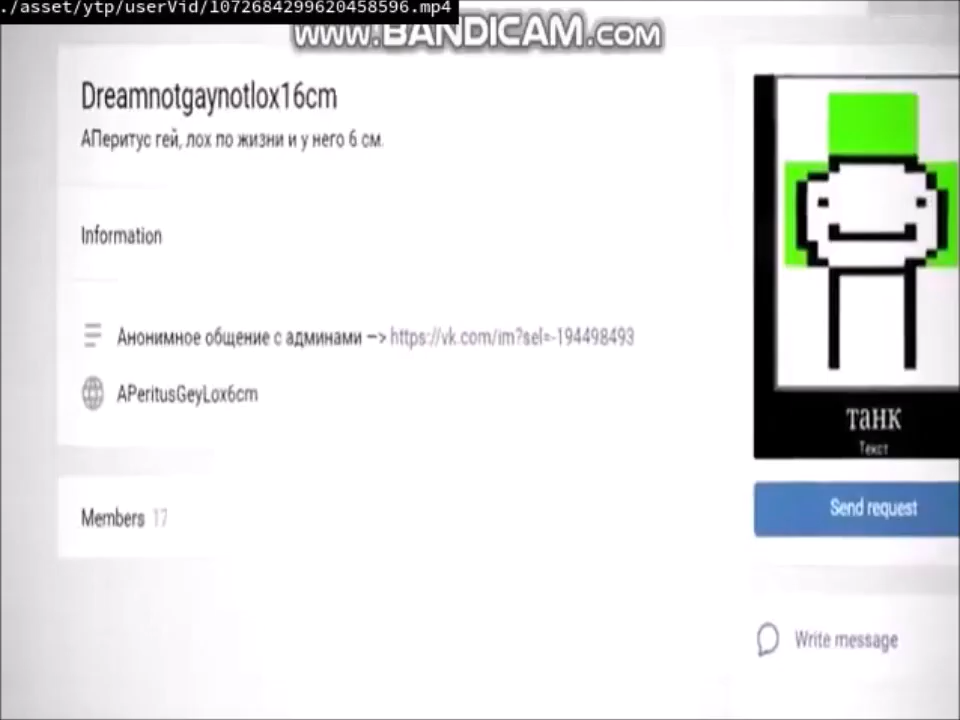 ./asset/ytp/userVid/1072684299620458596.mp4
www.BANDICAM.com
Dreamnotgaynotlox16cm
АПеритус гей, лох по жизни и у него 6 см.
Information
Анонимное общение с админами —> https://vk.com/im?sel=-194498493
APeritusGeyLox6cm
Members 17
танк
Текст
Send request
Write message